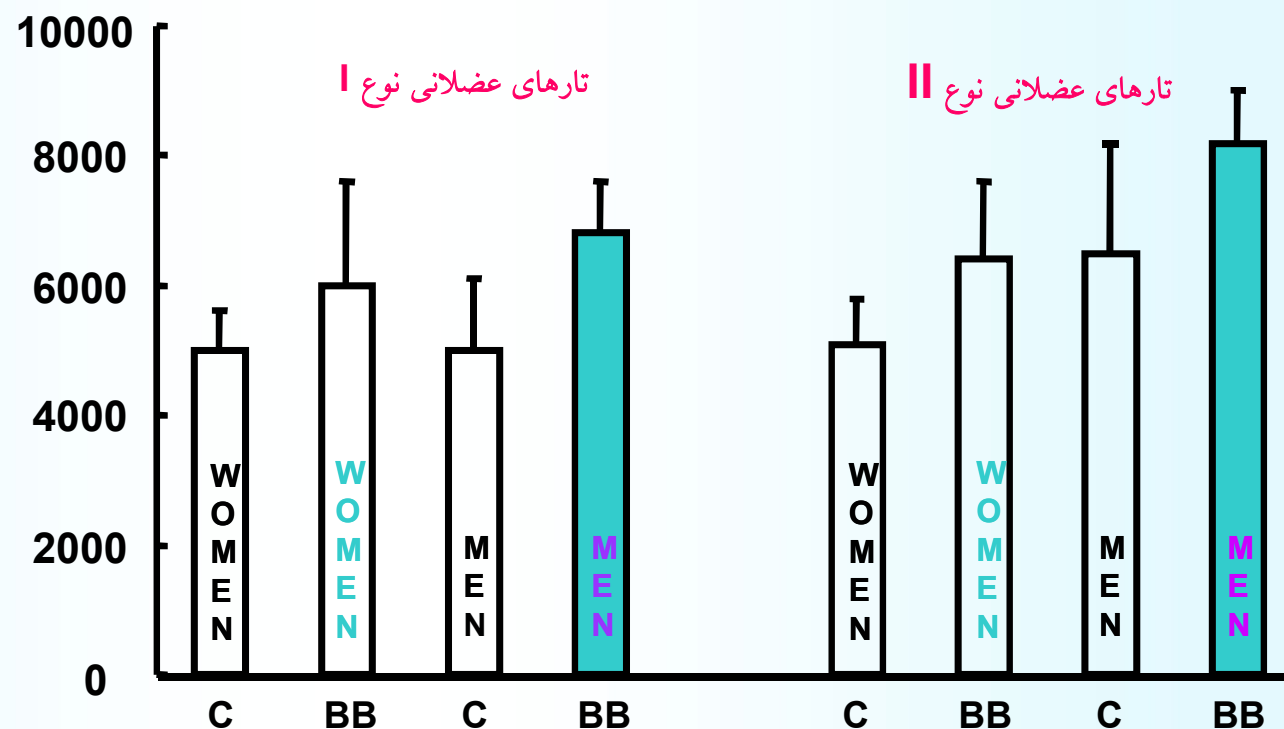 10000
8000
6000
4000
2000
0
تارهای عضلانی نوع I
تارهای عضلانی نوع II
WOMEN
WOMEN
MEN
MEN
WOMEN
WOMEN
MEN
MEN
C BB C BB C BB C BB